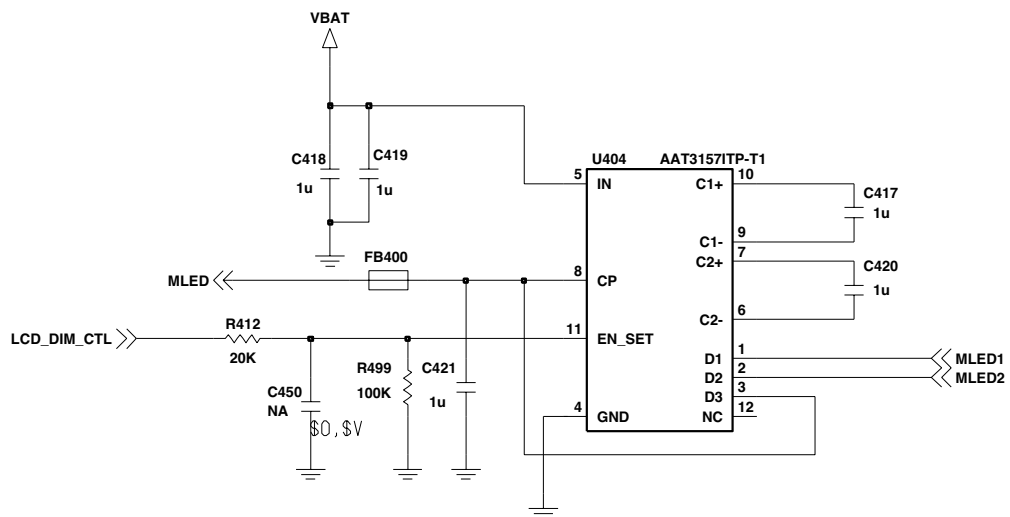 VBAT
C418
1u
C419
1u
U404 AAT3157ITP-T1
5 IN
C1+ 10
C417
1u
C1- 9
C2+ 7
C420
1u
C2- 6
MLED
FB400
8 CP
LCD_DIM_CTL
R412
20K
11 EN_SET
D1 1
MLED1
D2 2
MLED2
D3 3
NC 12
C450
NA
$0,$V
R499
100K
C421
1u
4 GND